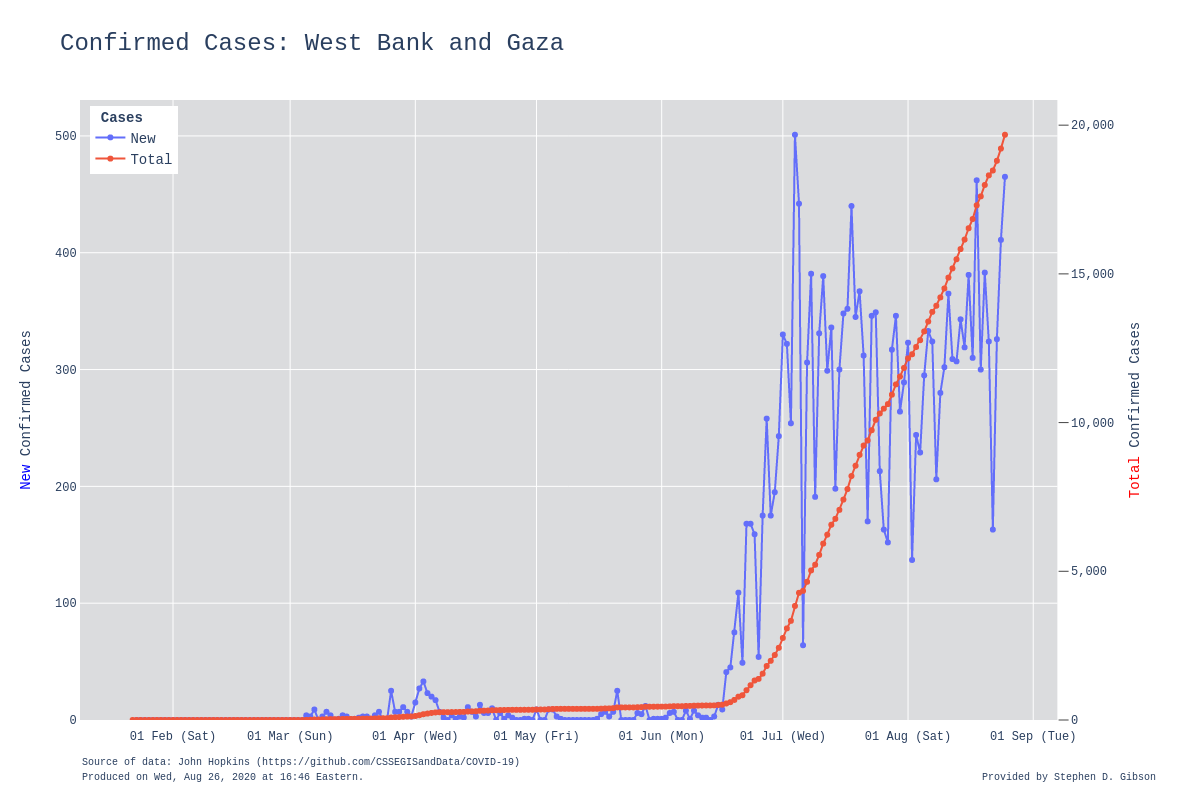 Confirmed Cases: West Bank and Gaza
Cases
New
Total
500
400
300
200
100
0
20,000
15,000
10,000
5,000
0
New Confirmed Cases
Total Confirmed Cases
01 Feb (Sat)
01 Mar (Sun)
01 Apr (Wed)
01 May (Fri)
01 Jun (Mon)
01 Jul (Wed)
01 Aug (Sat)
01 Sep (Tue)
Source of data: John Hopkins (https://github.com/CSSEGISandData/COVID-19)
Produced on Wed, Aug 26, 2020 at 16:46 Eastern.
Provided by Stephen D. Gibson